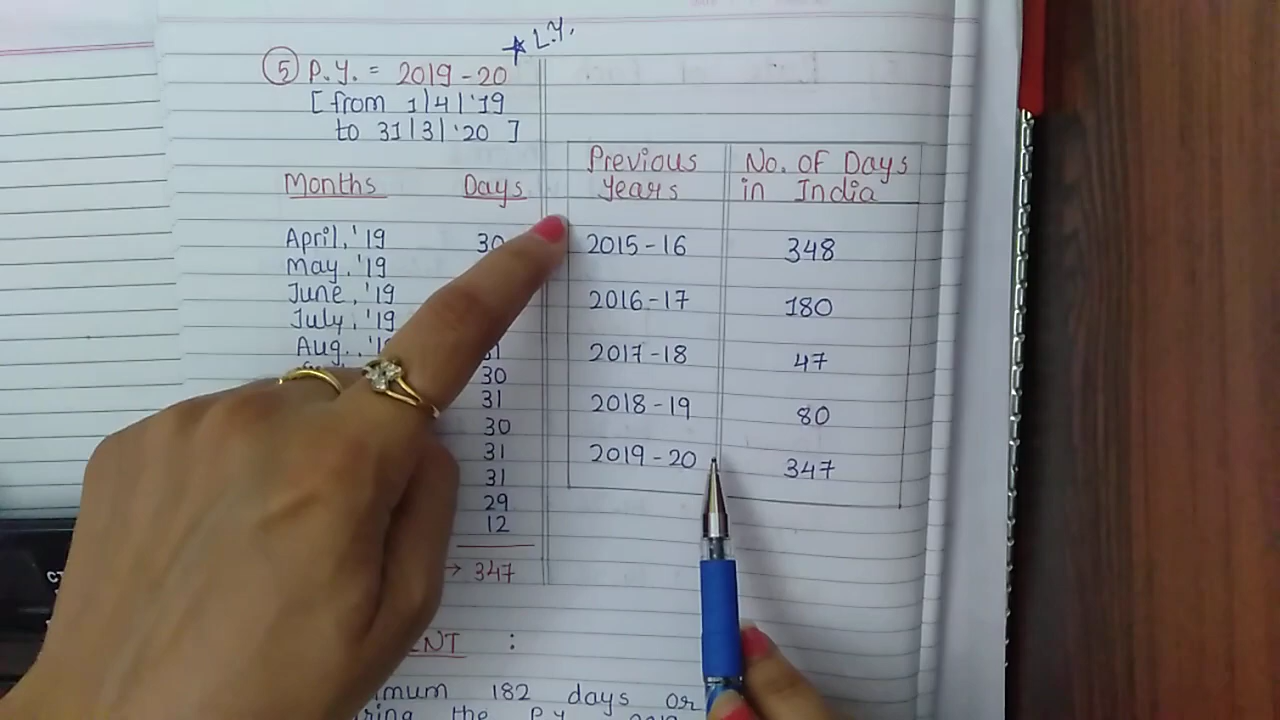 ★ L.Y.
⑤ P.Y. = 2019-20
[from 1|4|'19
to 31|3|'20 ]
Months Days
April,'19 30
May,'19
June,'19
July,'19
Aug.
30
31
30
31
31
29
12
→ 347
Previous Years No. of Days in India
2015-16 348
2016-17 180
2017-18 47
2018-19 80
2019-20 347
:
182 days or
the P.Y.